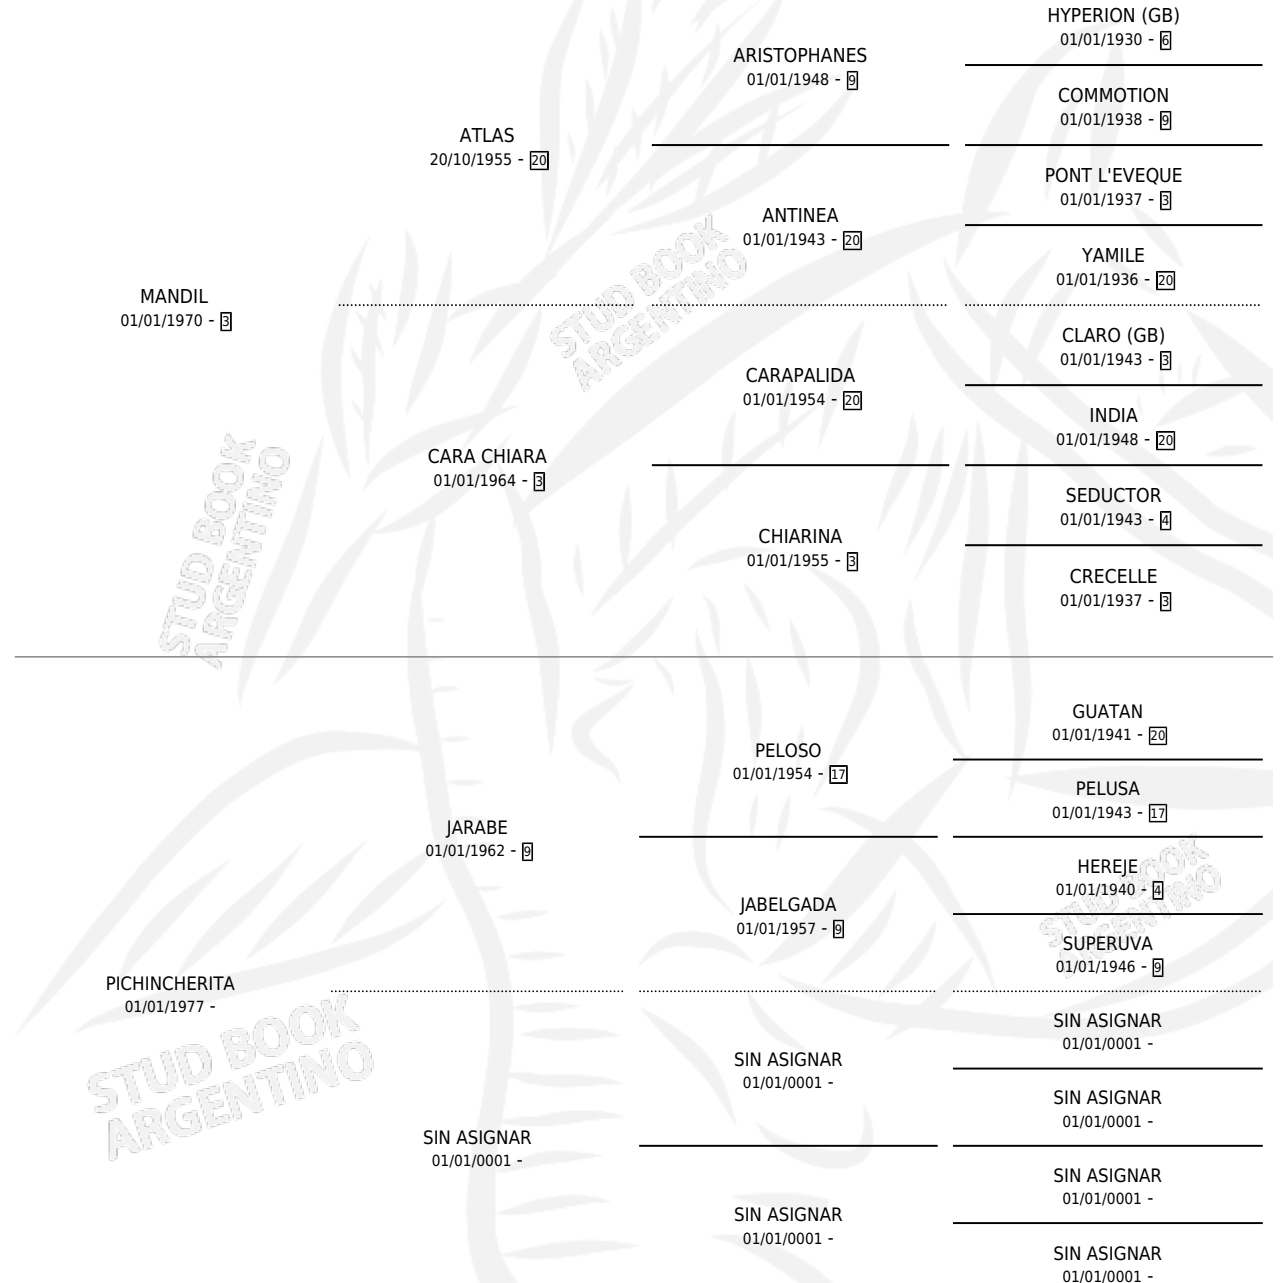 HYPERION (GB)
01/01/1930 - 6
ARISTOPHANES
01/01/1948 - 9
COMMOTION
01/01/1938 - 9
ATLAS
20/10/1955 - 20
PONT L'EVEQUE
01/01/1937 - 3
ANTINEA
01/01/1943 - 20
YAMILE
01/01/1936 - 20
MANDIL
01/01/1970 - 3
CLARO (GB)
01/01/1943 - 3
CARAPALIDA
01/01/1954 - 20
INDIA
01/01/1948 - 20
CARA CHIARA
01/01/1964 - 3
SEDUCTOR
01/01/1943 - 4
CHIARINA
01/01/1955 - 3
CRECELLE
01/01/1937 - 3
GUATAN
01/01/1941 - 20
PELOSO
01/01/1954 - 17
PELUSA
01/01/1943 - 17
JARABE
01/01/1962 - 9
HEREJE
01/01/1940 - 4
JABELGADA
01/01/1957 - 9
SUPERUVA
01/01/1946 - 9
PICHINCHERITA
01/01/1977 -
SIN ASIGNAR
01/01/0001 -
SIN ASIGNAR
01/01/0001 -
SIN ASIGNAR
01/01/0001 -
SIN ASIGNAR
01/01/0001 -
SIN ASIGNAR
01/01/0001 -
SIN ASIGNAR
01/01/0001 -
SIN ASIGNAR
01/01/0001 -
STUD BOOK
ARGENTINO
STUD BOOK
ARGENTINO
STUD BOOK
ARGENTINO
STUD BOOK
ARGENTINO